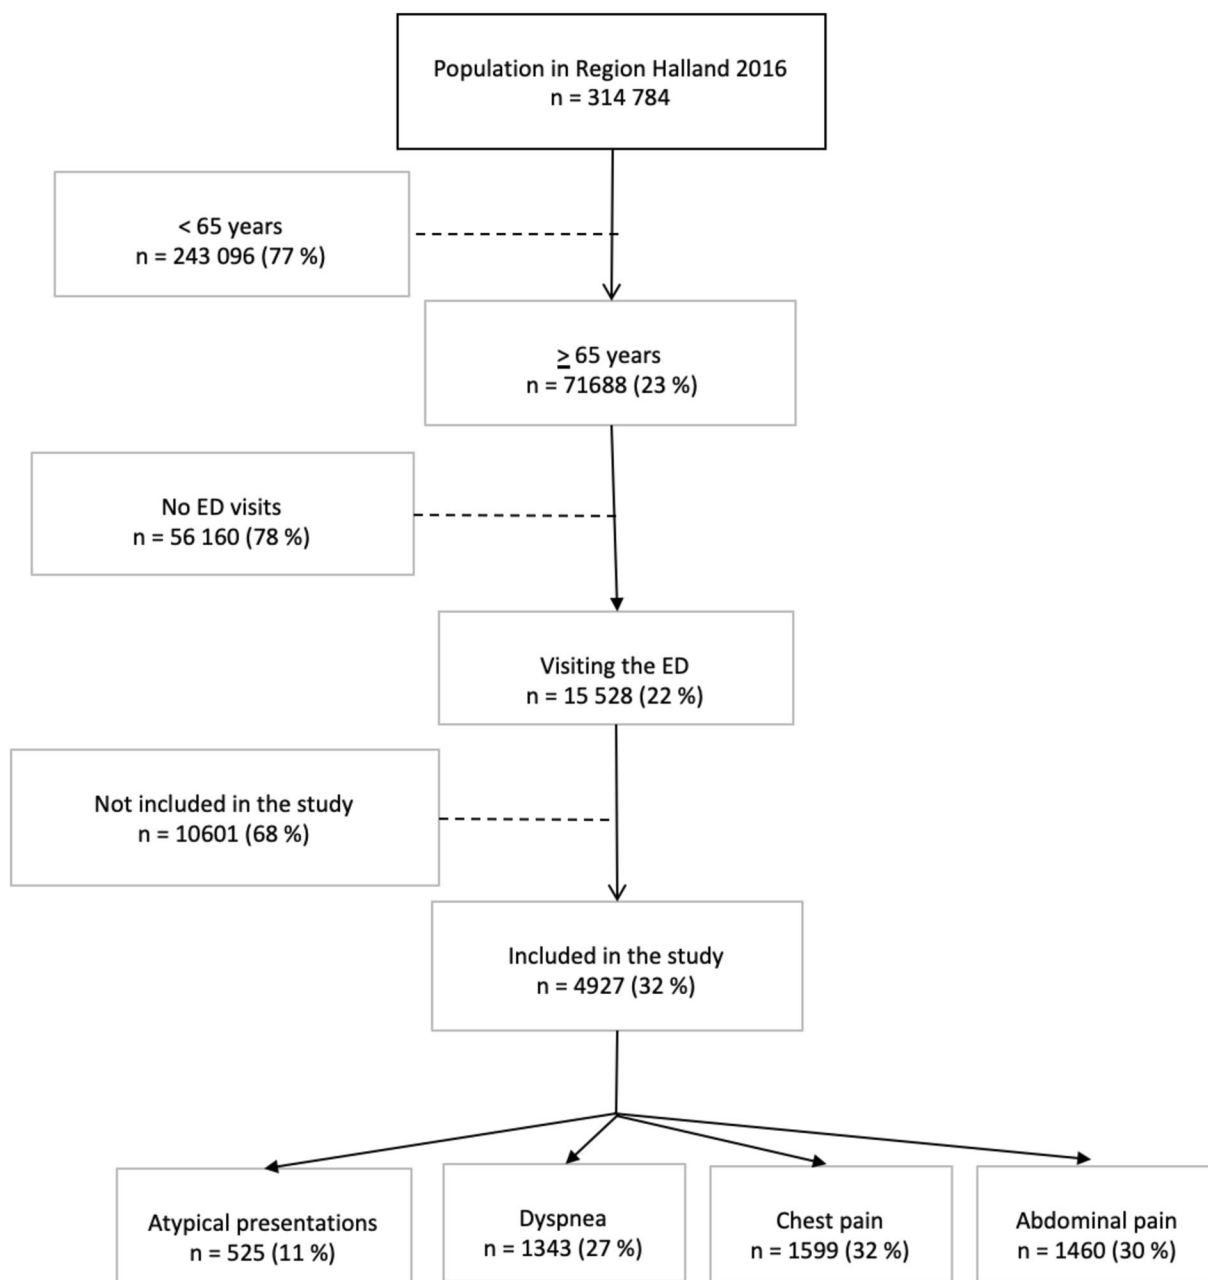 Population in Region Halland 2016
n = 314 784
< 65 years
n = 243 096 (77 %)
≥ 65 years
n = 71688 (23 %)
No ED visits
n = 56 160 (78 %)
Visiting the ED
n = 15 528 (22 %)
Not included in the study
n = 10601 (68 %)
Included in the study
n = 4927 (32 %)
Atypical presentations
n = 525 (11 %)
Dyspnea
n = 1343 (27 %)
Chest pain
n = 1599 (32 %)
Abdominal pain
n = 1460 (30 %)